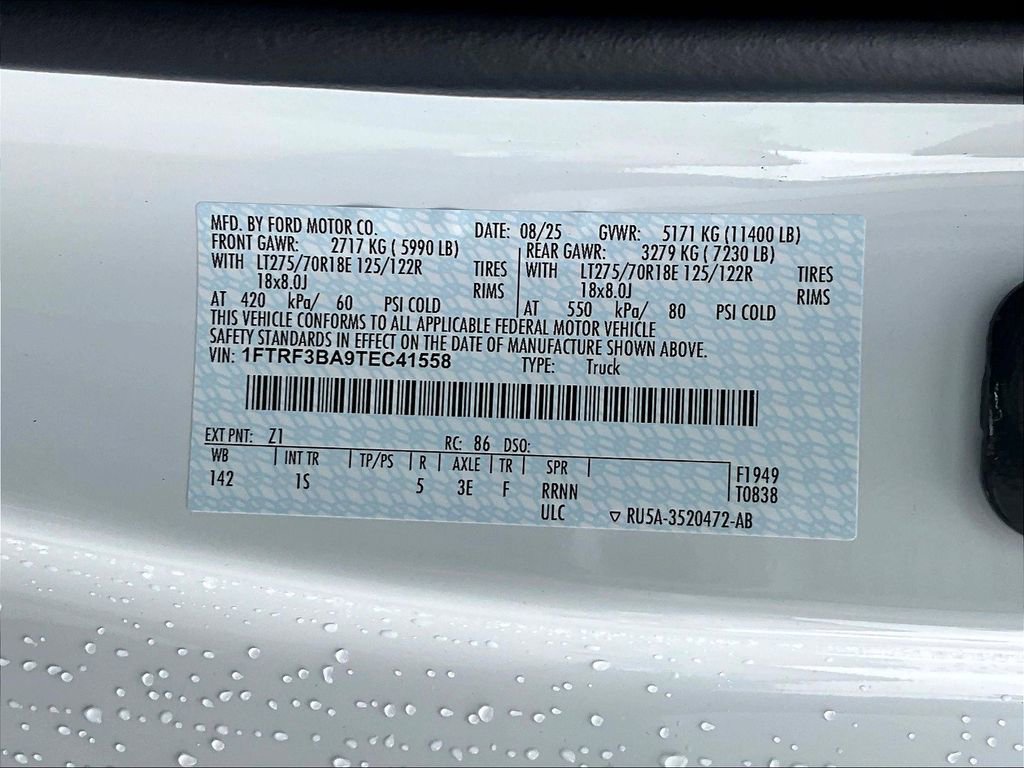 MFD. BY FORD MOTOR CO. DATE: 08/25 GVWR: 5171 KG (11400 LB)
FRONT GAWR: 2717 KG ( 5990 LB) REAR GAWR: 3279 KG ( 7230 LB)
WITH LT275/70R18E 125/122R TIRES WITH LT275/70R18E 125/122R TIRES
18x8.0J RIMS 18x8.0J RIMS
AT 420 kPa/ 60 PSI COLD AT 550 kPa/ 80 PSI COLD
THIS VEHICLE CONFORMS TO ALL APPLICABLE FEDERAL MOTOR VEHICLE
SAFETY STANDARDS IN EFFECT ON THE DATE OF MANUFACTURE SHOWN ABOVE.
VIN: 1FTRF3BA9TEC41558 TYPE: Truck
EXT PNT: Z1 RC: 86 DSO:
WB INT TR TP/PS R AXLE TR SPR F1949
142 1S 5 3E F RRNN T0838
ULC ▽ RU5A-3520472-AB